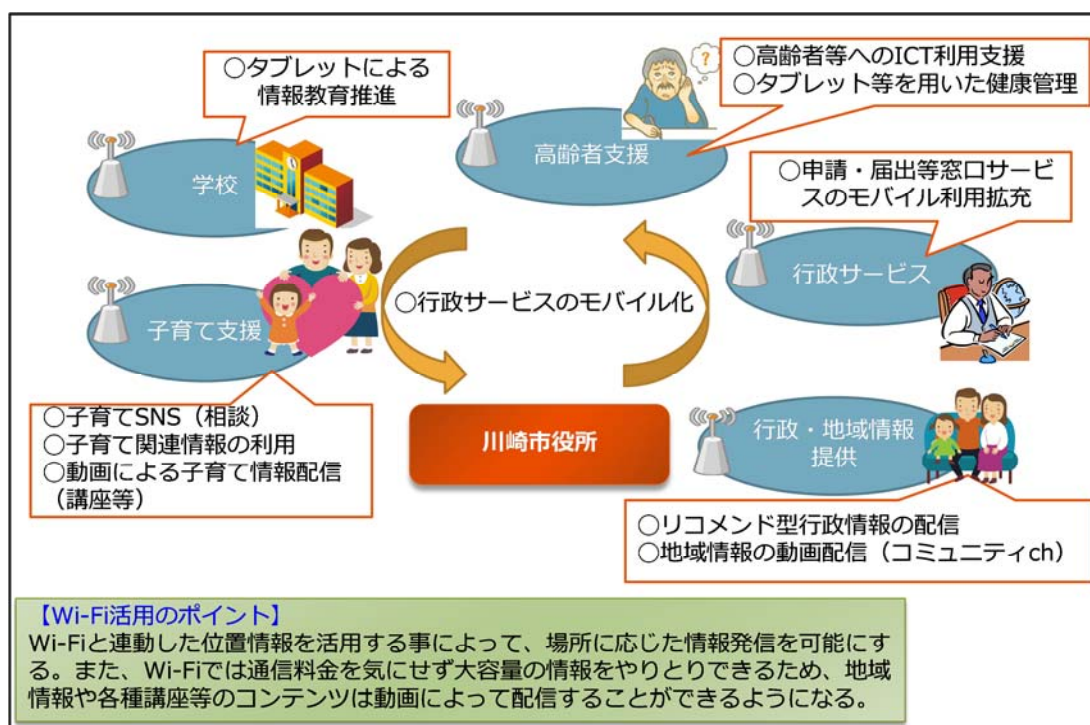 ○タブレットによる
情報教育推進
学校
○高齢者等へのICT利用支援
○タブレット等を用いた健康管理
?
高齢者支援
○申請・届出等窓口サービ
スのモバイル利用拡充
行政サービス
○行政サービスのモバイル化
子育て支援
○子育てSNS（相談）
○子育て関連情報の利用
○動画による子育て情報配信
（講座等）
川崎市役所
行政・地域情報
提供
○リコメンド型行政情報の配信
○地域情報の動画配信（コミュニティch）
【Wi-Fi活用のポイント】
Wi-Fiと連動した位置情報を活用する事によって、場所に応じた情報発信を可能にす
る。また、Wi-Fiでは通信料金を気にせず大容量の情報をやりとりできるため、地域
情報や各種講座等のコンテンツは動画によって配信することができるようになる。